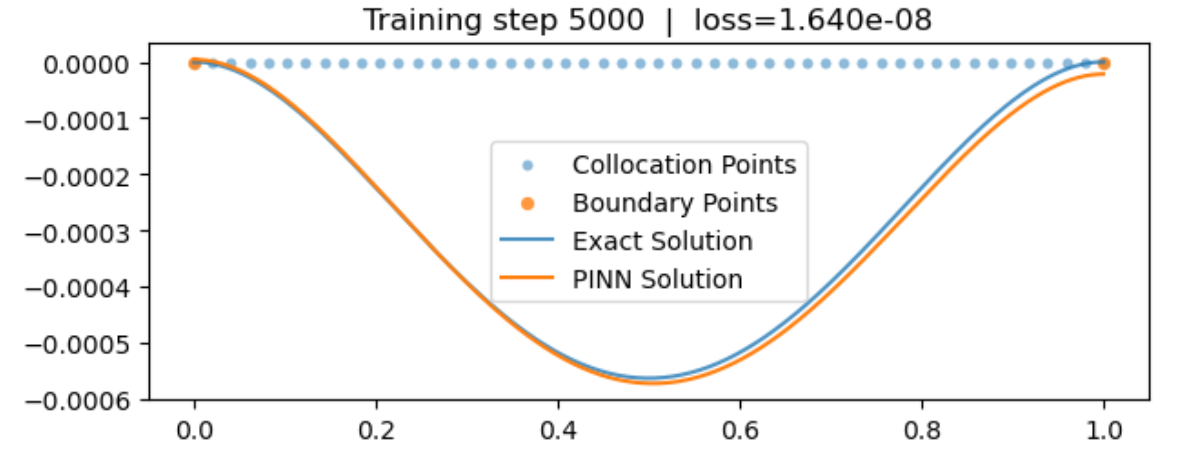 Training step 5000 | loss=1.640e-08
0.0000
−0.0001
−0.0002
−0.0003
−0.0004
−0.0005
−0.0006
Collocation Points
Boundary Points
Exact Solution
PINN Solution
0.0 0.2 0.4 0.6 0.8 1.0